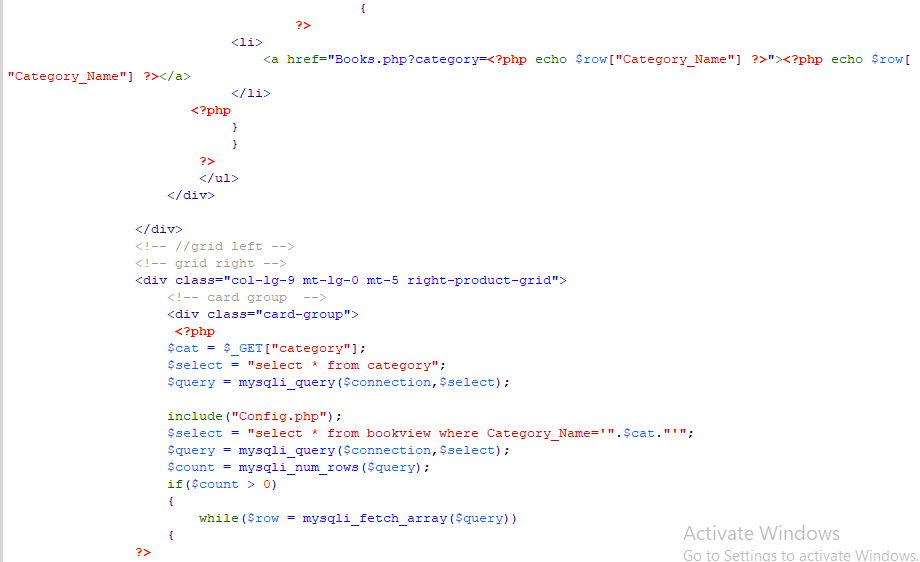 {
?>
<li>
<a href="Books.php?category=<?php echo $row["Category_Name"] ?>"><?php echo $row[
"Category_Name"] ?></a>
</li>
<?php
}
}
?>
</ul>
</div>
</div>
<!-- //grid left -->
<!-- grid right -->
<div class="col-lg-9 mt-lg-0 mt-5 right-product-grid">
<!-- card group  -->
<div class="card-group">
<?php
$cat = $_GET["category"];
$select = "select * from category";
$query = mysqli_query($connection,$select);
include("Config.php");
$select = "select * from bookview where Category_Name='".$cat."'";
$query = mysqli_query($connection,$select);
$count = mysqli_num_rows($query);
if($count > 0)
{
while($row = mysqli_fetch_array($query))
{
?>
Activate Windows
Go to Settings to activate Windows.